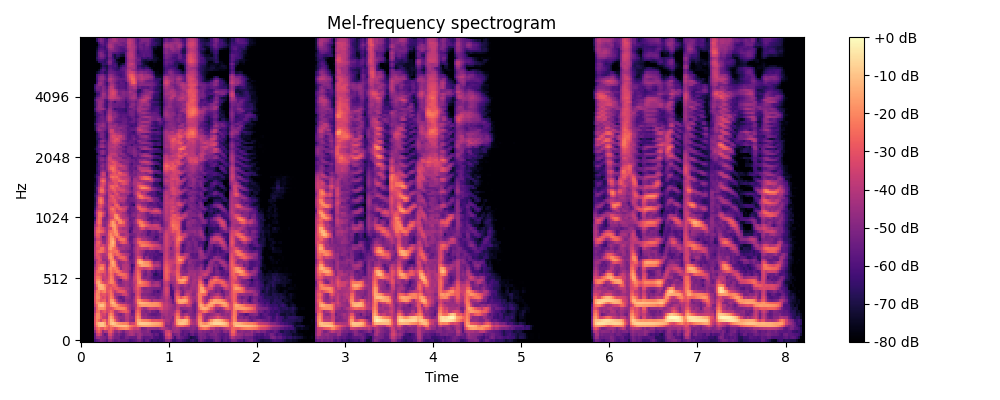 Mel-frequency spectrogram
Hz
4096
2048
1024
512
0
0 1 2 3 4 5 6 7 8
Time
+0 dB
-10 dB
-20 dB
-30 dB
-40 dB
-50 dB
-60 dB
-70 dB
-80 dB